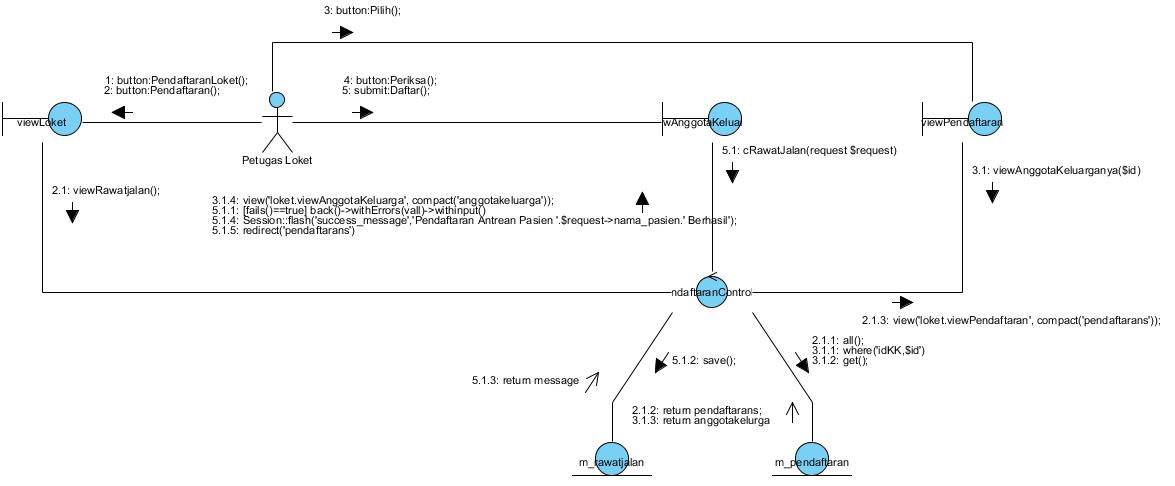 3: button:Pilih();
1: button:PendaftaranLoket();
2: button:Pendaftaran();
4: button:Periksa();
5: submit:Daftar();
viewLoket
wAnggotaKeluar
viewPendaftaran
Petugas Loket
5.1: cRawatJalan(request $request)
3.1: viewAnggotaKeluarganya($id)
2.1: viewRawatjalan();
3.1.4: view('loket.viewAnggotaKeluarga', compact('anggotakeluarga'));
5.1.1: [fails()==true] back()->withErrors(vall)->withinput()
5.1.4: Session::flash('success_message','Pendaftaran Antrean Pasien '.$request->nama_pasien.' Berhasil');
5.1.5: redirect('pendaftarans')
ndaftaranControl
2.1.3: view('loket.viewPendaftaran', compact('pendaftarans'));
2.1.1: all();
3.1.1: where('idKK,$id')
3.1.2: get();
5.1.2: save();
5.1.3: return message
2.1.2: return pendaftarans;
3.1.3: return anggotakelurga
m_rawatjalan
m_pendaftaran